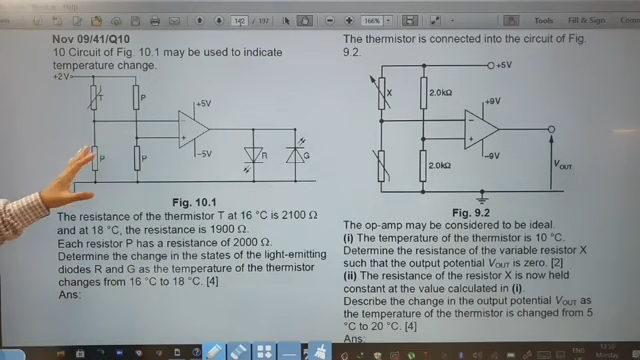 142 / 197
166%
Tools
Fill & Sign
Comment
Nov 09/41/Q10
10 Circuit of Fig. 10.1 may be used to indicate
temperature change.
+2V
T
P
P
P
+5V
−
+
−5V
R
G
Fig. 10.1
The resistance of the thermistor T at 16 °C is 2100 Ω
and at 18 °C, the resistance is 1900 Ω.
Each resistor P has a resistance of 2000 Ω.
Determine the change in the states of the light-emitting
diodes R and G as the temperature of the thermistor
changes from 16 °C to 18 °C. [4]
Ans:
The thermistor is connected into the circuit of Fig.
9.2.
+5V
X
2.0kΩ
+9V
−
+
−9V
2.0kΩ
VOUT
Fig. 9.2
The op-amp may be considered to be ideal.
(i) The temperature of the thermistor is 10 °C.
Determine the resistance of the variable resistor X
such that the output potential VOUT is zero. [2]
(ii) The resistance of the resistor X is now held
constant at the value calculated in (i).
Describe the change in the output potential VOUT as
the temperature of the thermistor is changed from 5
°C to 20 °C. [4]
Ans:
ENG
Monday